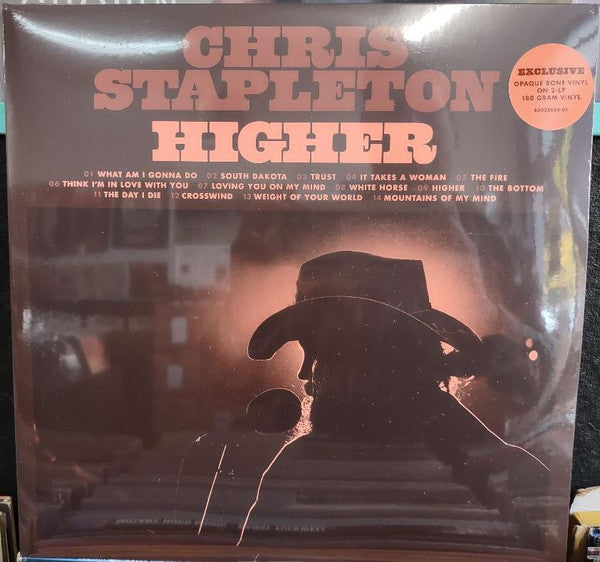 CHRIS
STAPLETON
HIGHER
01 WHAT AM I GONNA DO 02 SOUTH DAKOTA 03 TRUST 04 IT TAKES A WOMAN 05 THE FIRE
06 THINK I'M IN LOVE WITH YOU 07 LOVING YOU ON MY MIND 08 WHITE HORSE 09 HIGHER 10 THE BOTTOM
11 THE DAY I DIE 12 CROSSWIND 13 WEIGHT OF YOUR WORLD 14 MOUNTAINS OF MY MIND
EXCLUSIVE
OPAQUE BONE VINYL
ON 2-LP
180 GRAM VINYL